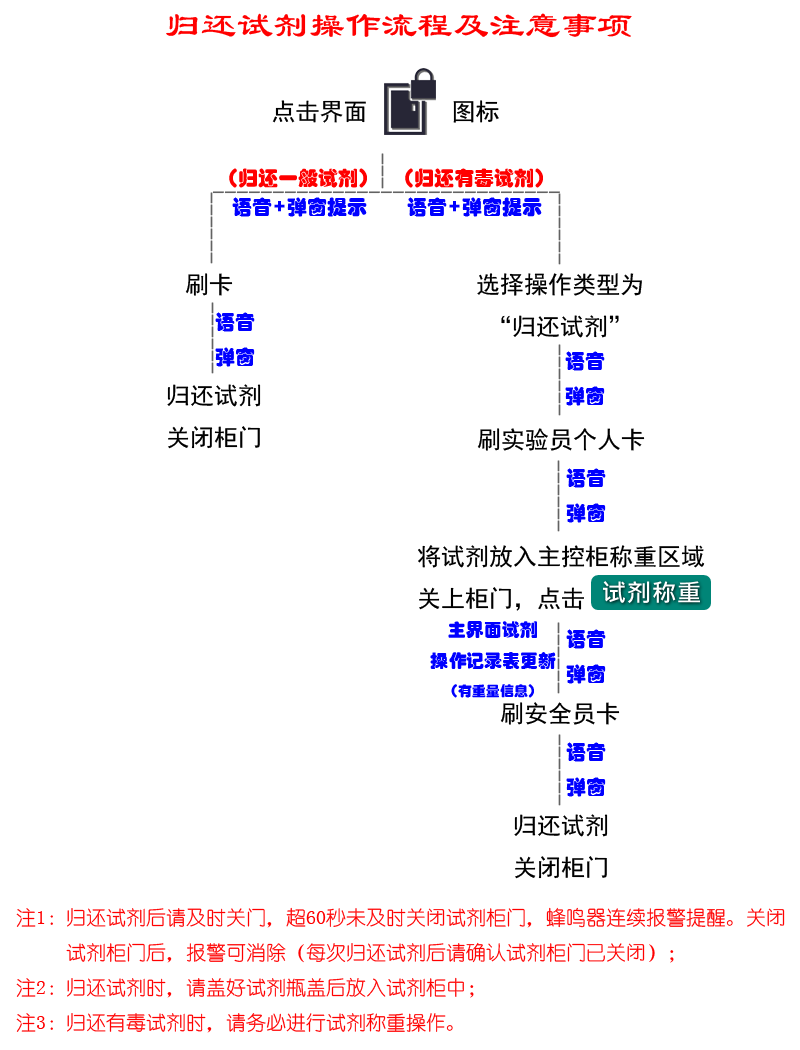 归还试剂操作流程及注意事项
点击界面 图标
（归还一般试剂） （归还有毒试剂）
语音+弹窗提示 语音+弹窗提示
刷卡
语音
弹窗
归还试剂
关闭柜门
选择操作类型为
“归还试剂”
语音
弹窗
刷实验员个人卡
语音
弹窗
将试剂放入主控柜称重区域
关上柜门，点击 试剂称重
主界面试剂
操作记录表更新
（有重量信息）
语音
弹窗
刷安全员卡
语音
弹窗
归还试剂
关闭柜门
注1：归还试剂后请及时关门，超60秒未及时关闭试剂柜门，蜂鸣器连续报警提醒。关闭
试剂柜门后，报警可消除（每次归还试剂后请确认试剂柜门已关闭）；
注2：归还试剂时，请盖好试剂瓶盖后放入试剂柜中；
注3：归还有毒试剂时，请务必进行试剂称重操作。